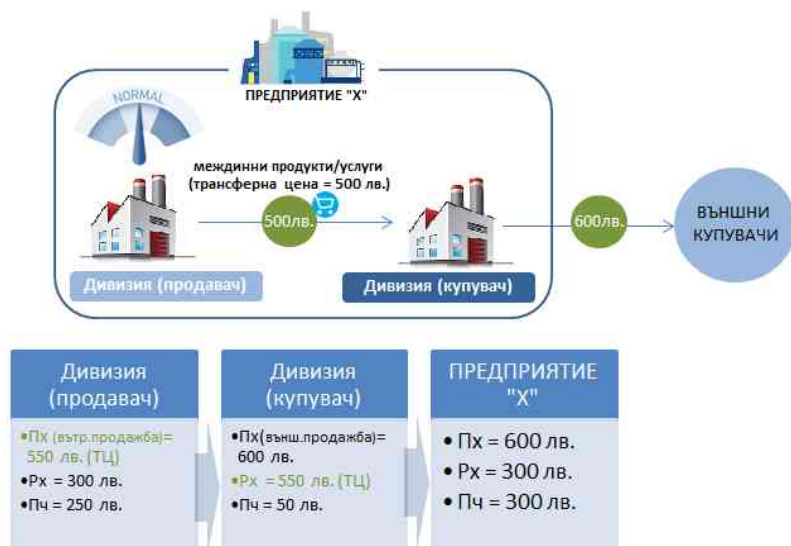 NORMAL
ПРЕДПРИЯТИЕ "X"
междинни продукти/услуги
(трансферна цена = 500 лв.)
500лв.
600лв.
ВЪНШНИ
КУПУВАЧИ
Дивизия (продавач)
Дивизия (купувач)
Дивизия
(продавач)
•Пх (вътр.продажба)=
550 лв. (ТЦ)
•Рх = 300 лв.
•Пч = 250 лв.
Дивизия
(купувач)
•Пх(външ.продажба)=
600 лв.
•Рх = 550 лв. (ТЦ)
•Пч = 50 лв.
ПРЕДПРИЯТИЕ
"X"
• Пх = 600 лв.
• Рх = 300 лв.
• Пч = 300 лв.